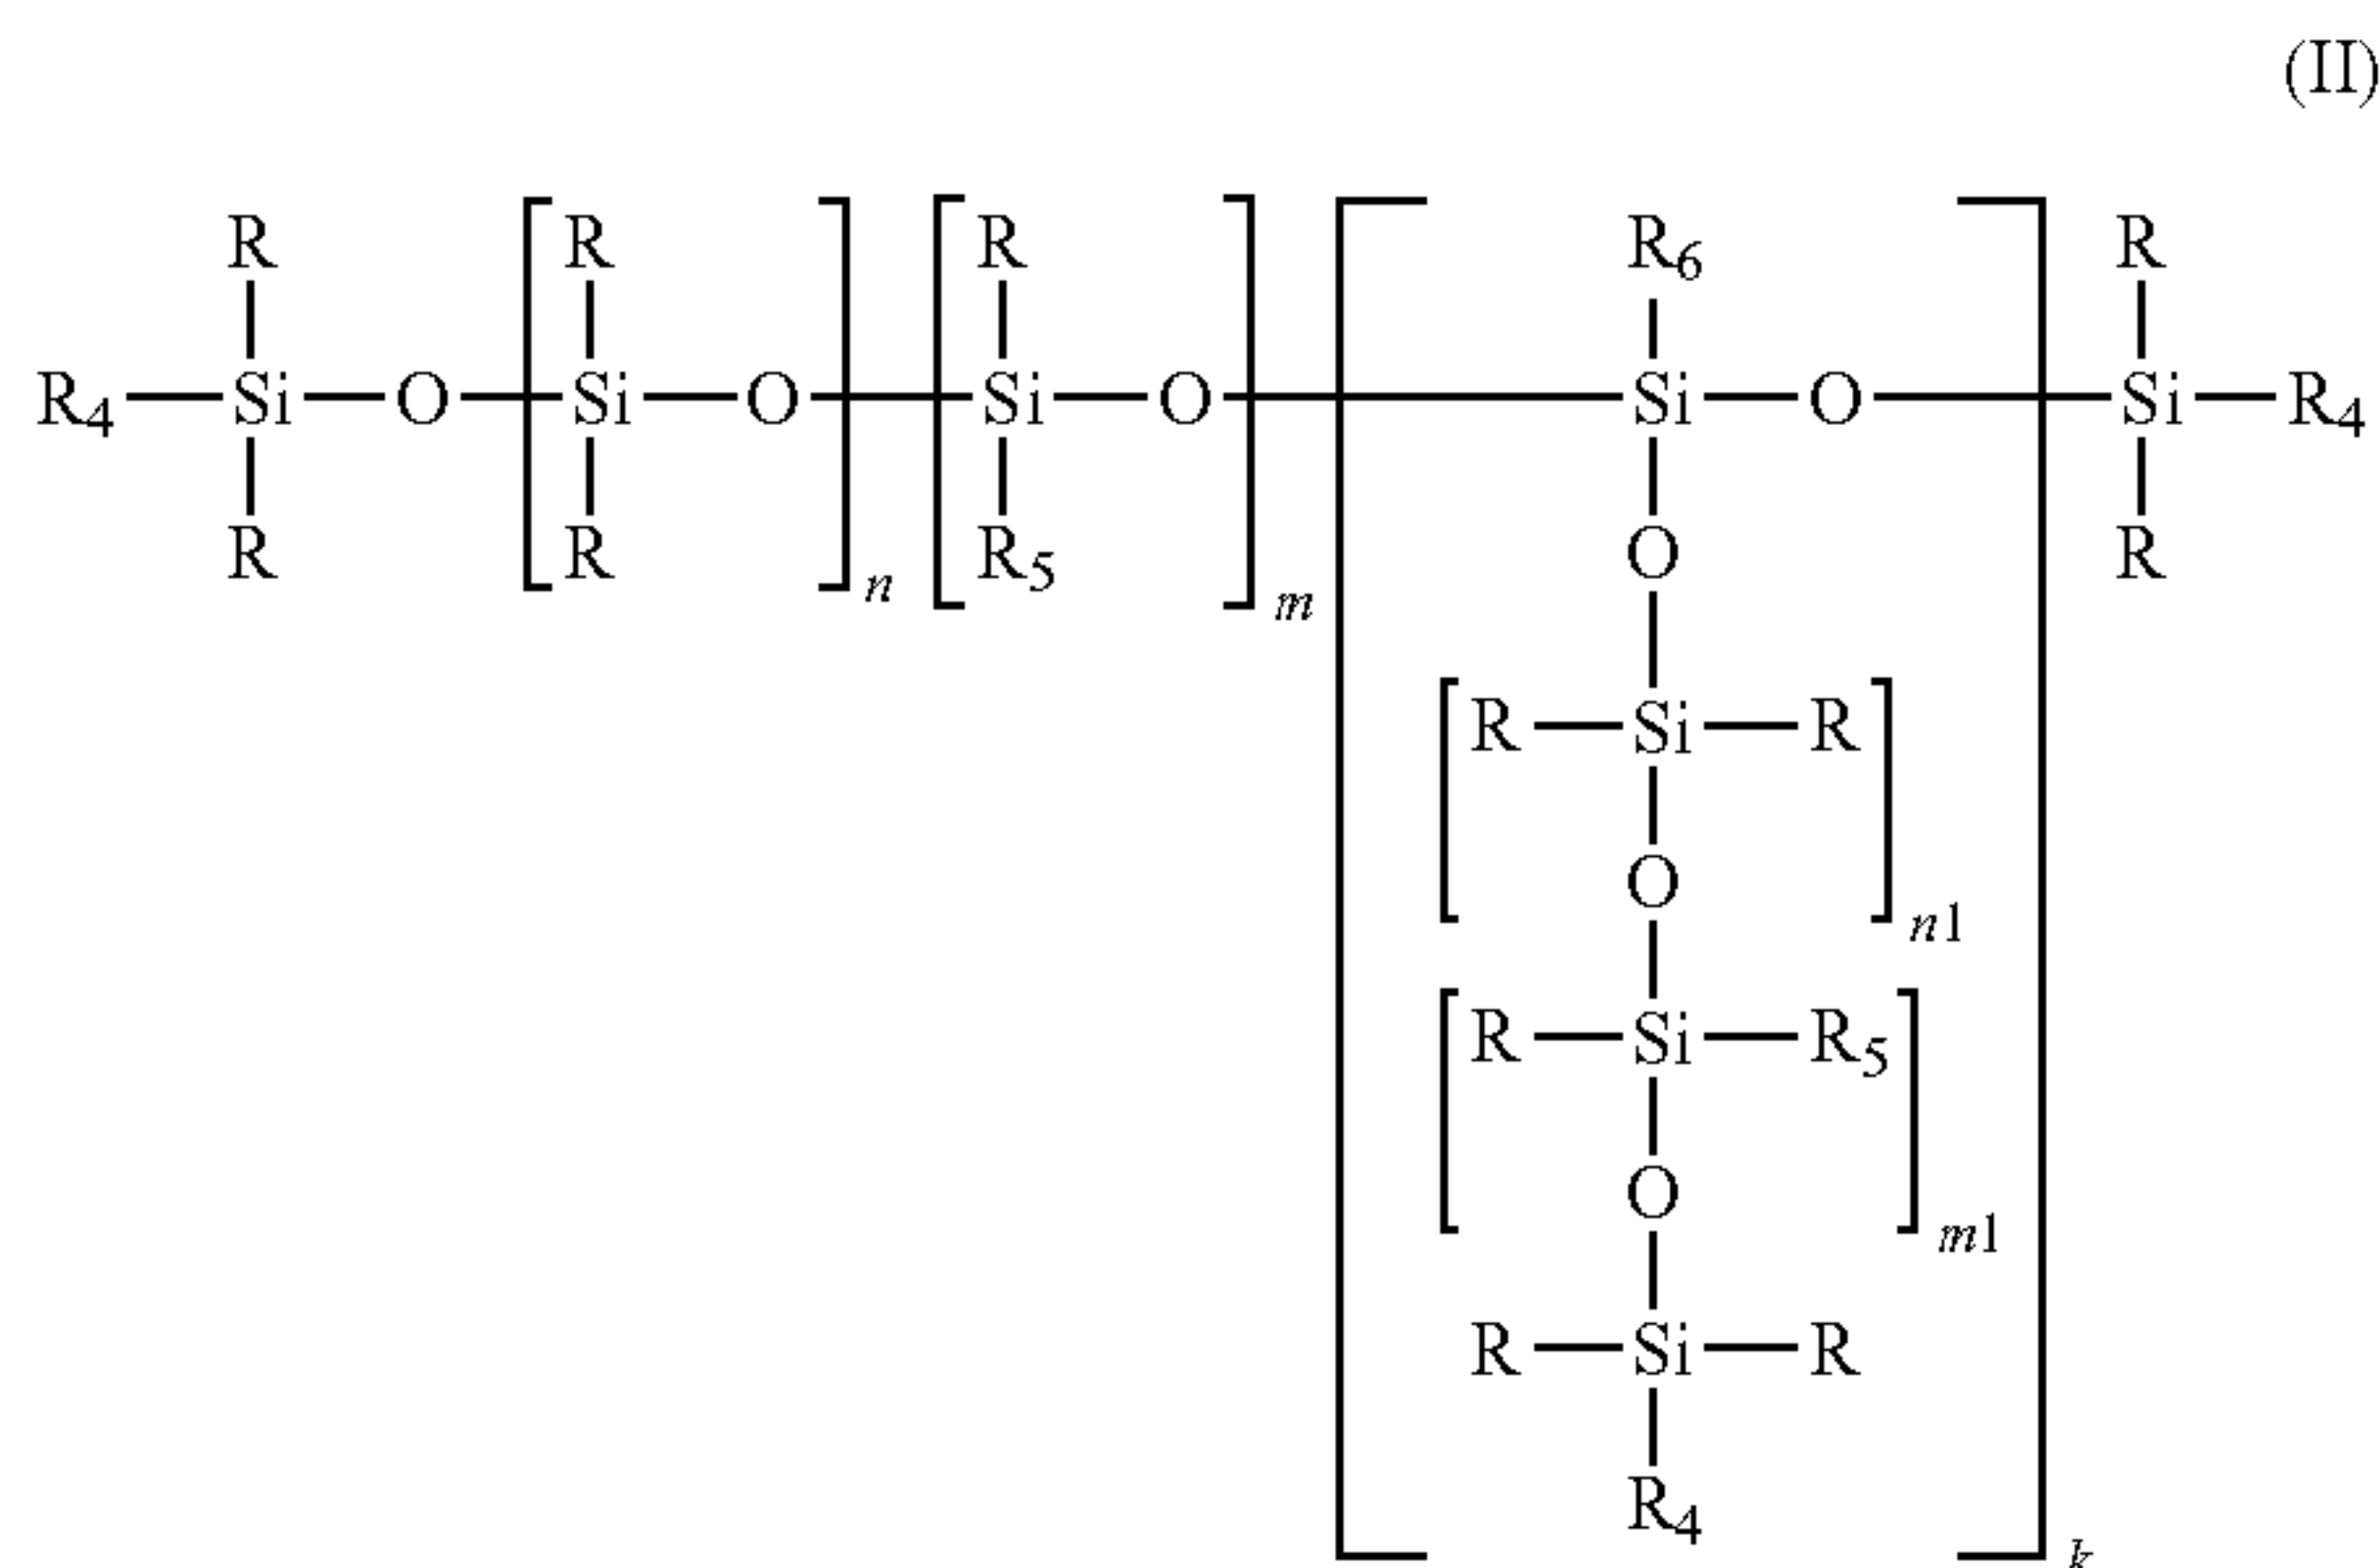 (II)
R R R R6 R
R4 Si O Si O Si O Si O Si R4
R R R5 O R
n m
R Si R
O
n1
R Si R5
O
m1
R Si R
R4
k